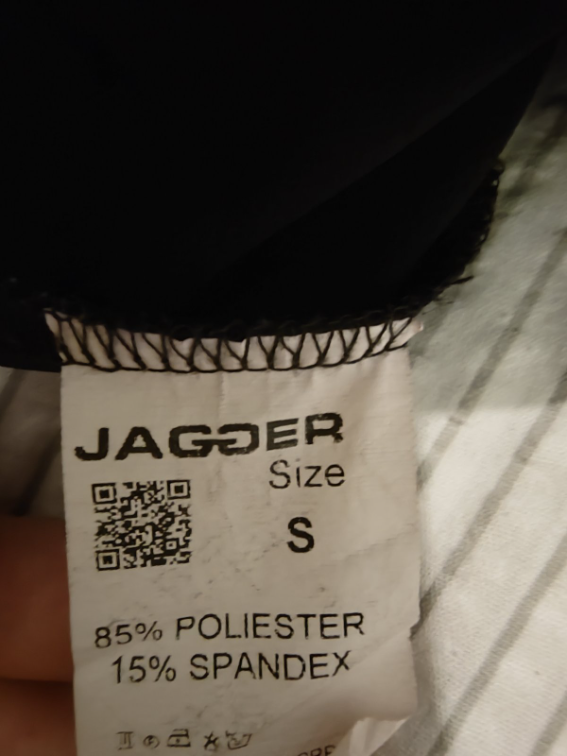 JAGGER
Size
S
85% POLIESTER
15% SPANDEX